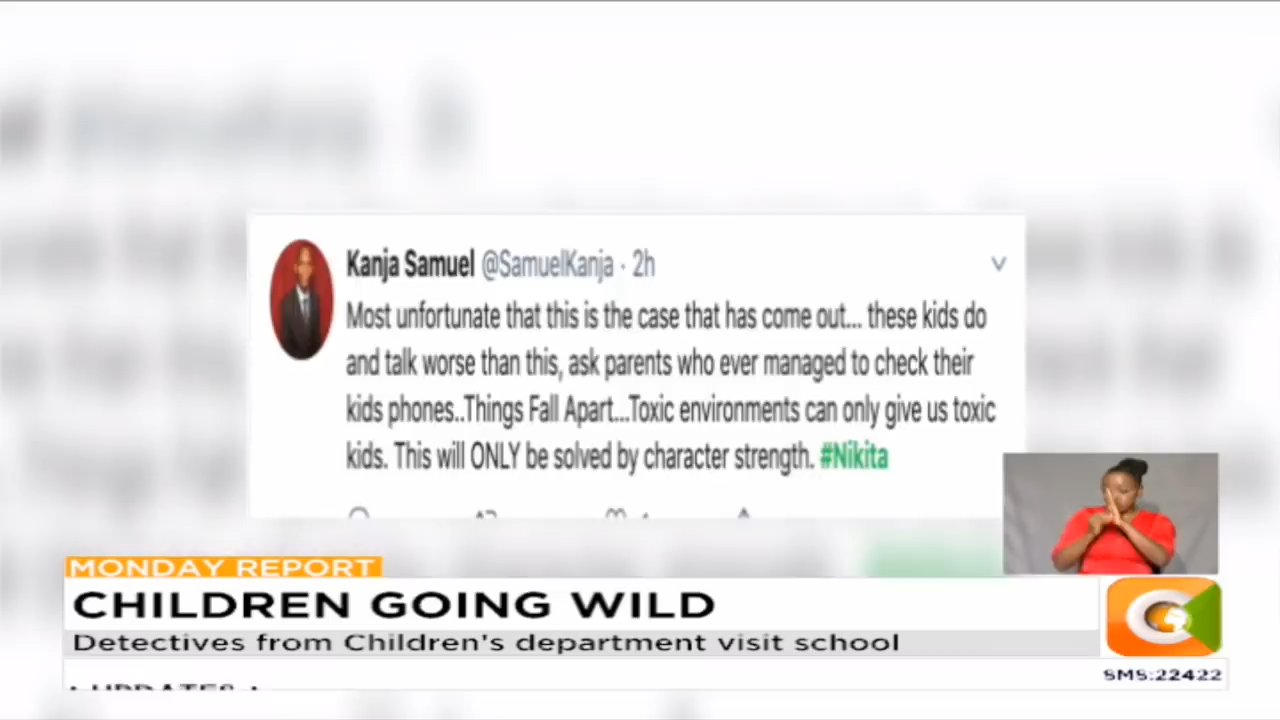 Kanja Samuel @SamuelKanja · 2h
Most unfortunate that this is the case that has come out... these kids do
and talk worse than this, ask parents who ever managed to check their
kids phones..Things Fall Apart...Toxic environments can only give us toxic
kids. This will ONLY be solved by character strength. #Nikita
MONDAY REPORT
CHILDREN GOING WILD
Detectives from Children's department visit school
SMS:22422